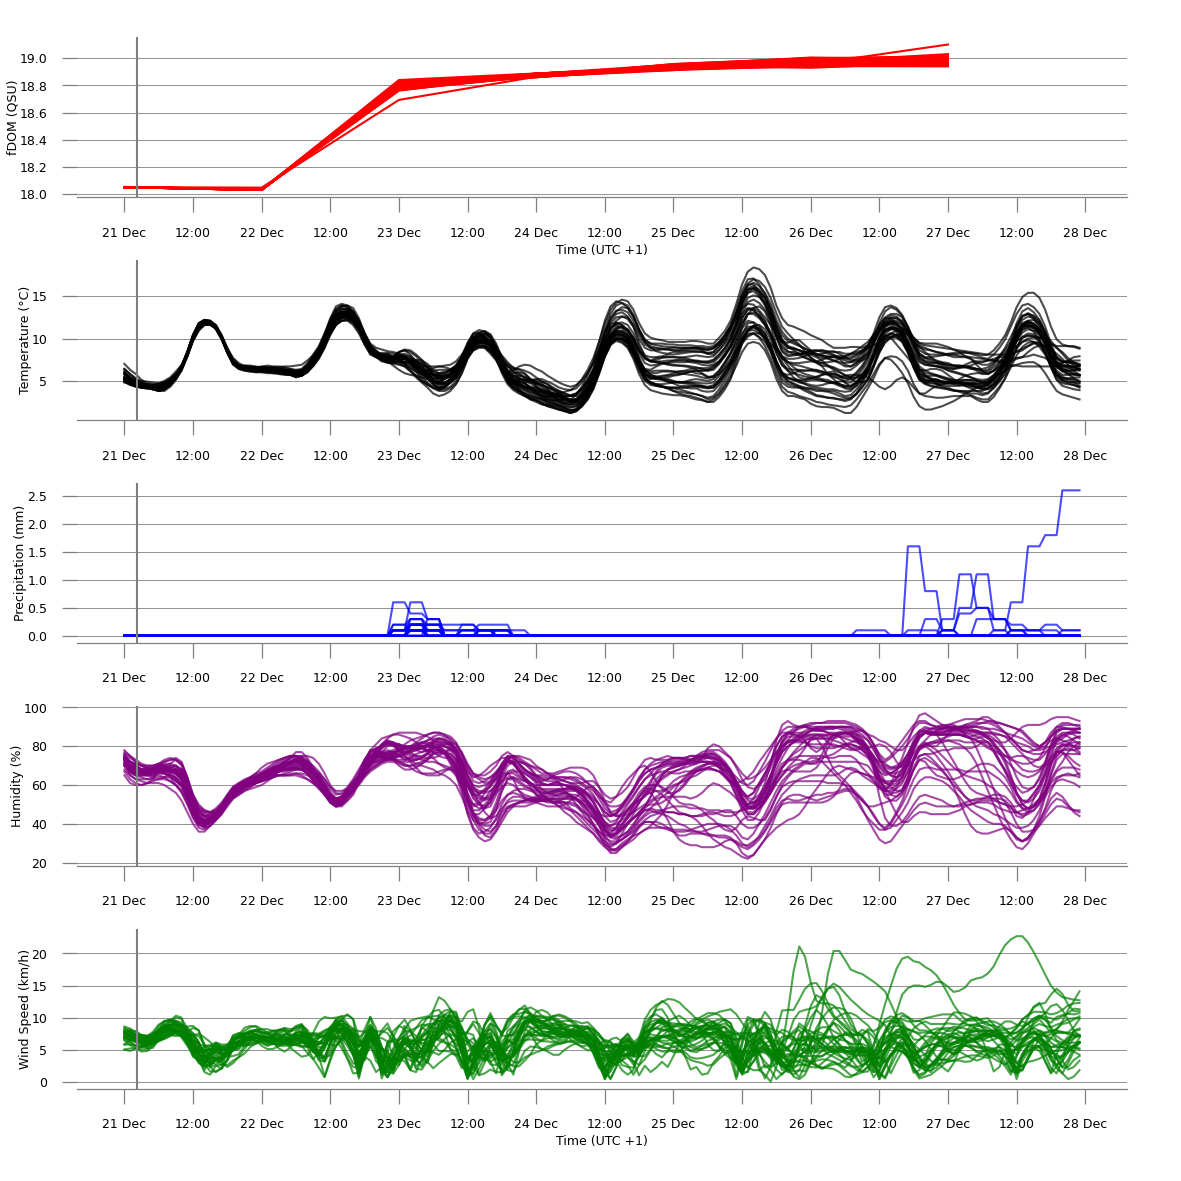 fDOM (QSU)
19.0
18.8
18.6
18.4
18.2
18.0
21 Dec 12:00 22 Dec 12:00 23 Dec 12:00 24 Dec 12:00 25 Dec 12:00 26 Dec 12:00 27 Dec 12:00 28 Dec
Time (UTC +1)
Temperature (°C)
15
10
5
21 Dec 12:00 22 Dec 12:00 23 Dec 12:00 24 Dec 12:00 25 Dec 12:00 26 Dec 12:00 27 Dec 12:00 28 Dec
Precipitation (mm)
2.5
2.0
1.5
1.0
0.5
0.0
21 Dec 12:00 22 Dec 12:00 23 Dec 12:00 24 Dec 12:00 25 Dec 12:00 26 Dec 12:00 27 Dec 12:00 28 Dec
Humidity (%)
100
80
60
40
20
21 Dec 12:00 22 Dec 12:00 23 Dec 12:00 24 Dec 12:00 25 Dec 12:00 26 Dec 12:00 27 Dec 12:00 28 Dec
Wind Speed (km/h)
20
15
10
5
0
21 Dec 12:00 22 Dec 12:00 23 Dec 12:00 24 Dec 12:00 25 Dec 12:00 26 Dec 12:00 27 Dec 12:00 28 Dec
Time (UTC +1)